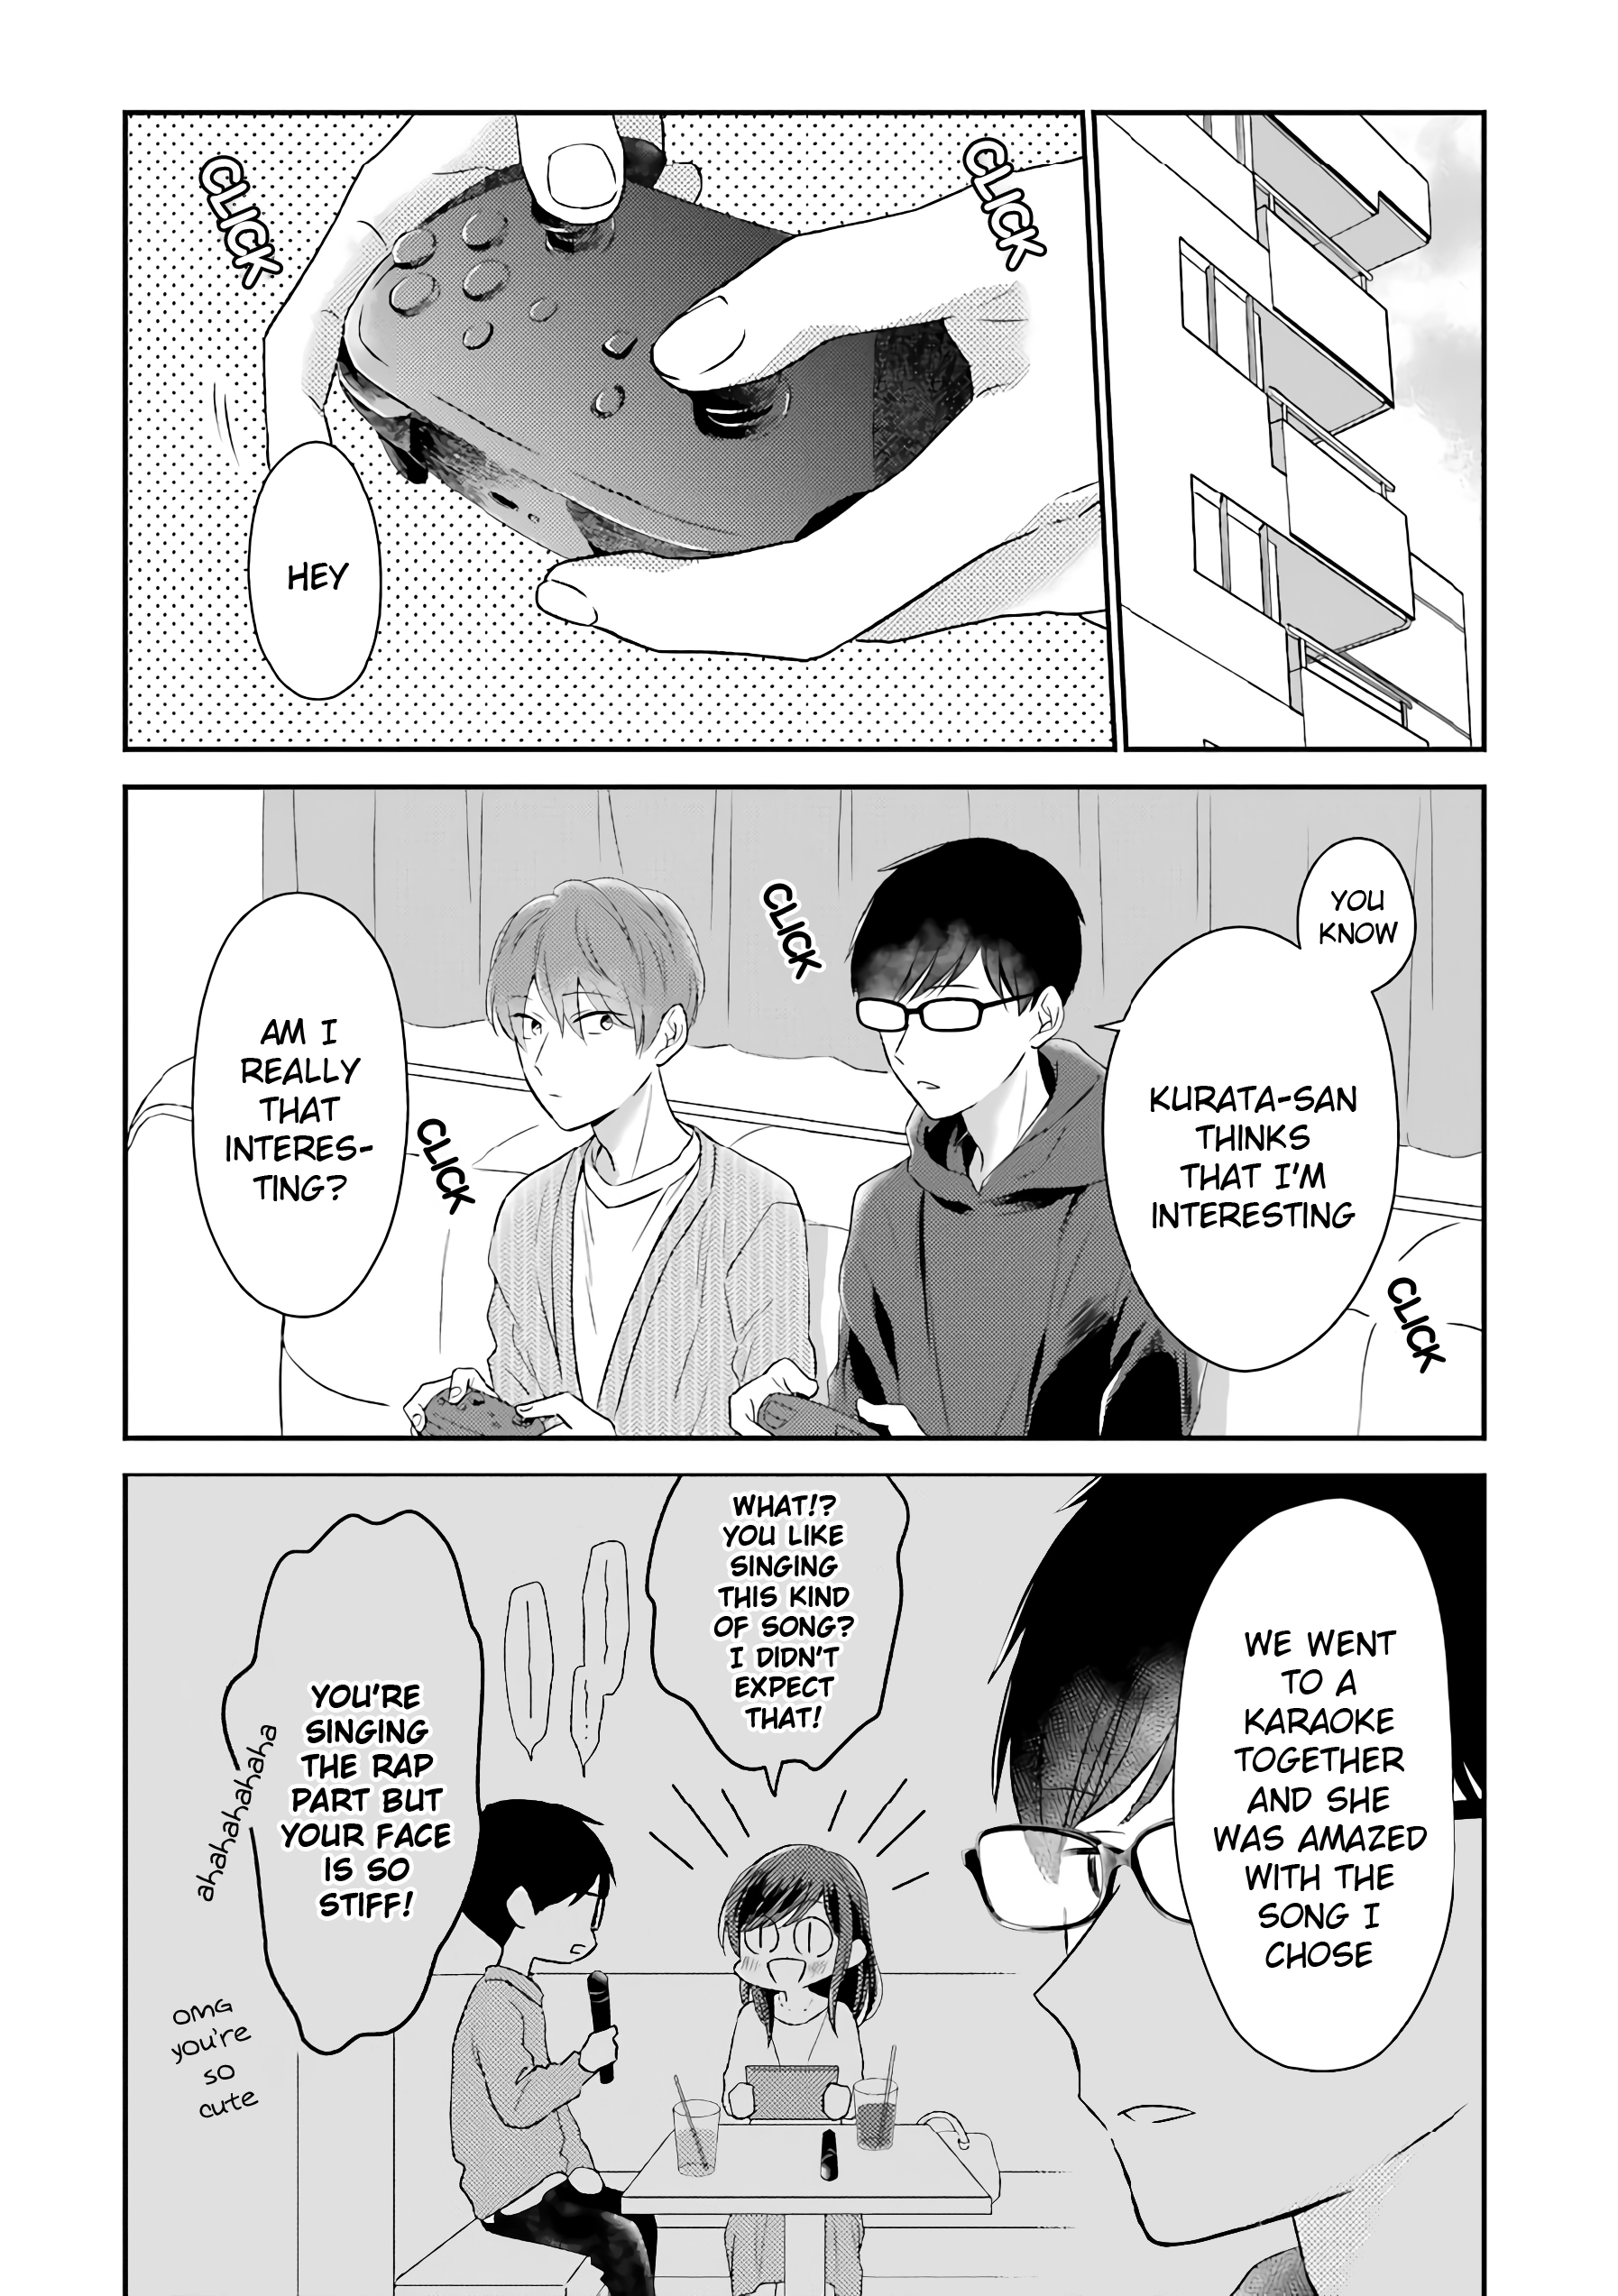 CLICK
CLICK
HEY
YOU
KNOW
KURATA-SAN
THINKS
THAT I'M
INTERESTING
CLICK
CLICK
CLICK
AM I
REALLY
THAT
INTERES-
TING?
WE WENT
TO A
KARAOKE
TOGETHER
AND SHE
WAS AMAZED
WITH THE
SONG I
CHOSE
WHAT!?
YOU LIKE
SINGING
THIS KIND
OF SONG?
I DIDN'T
EXPECT
THAT!
YOU'RE
SINGING
THE RAP
PART BUT
YOUR FACE
IS SO
STIFF!
ahahahahaha
OMG
you're
so
cute